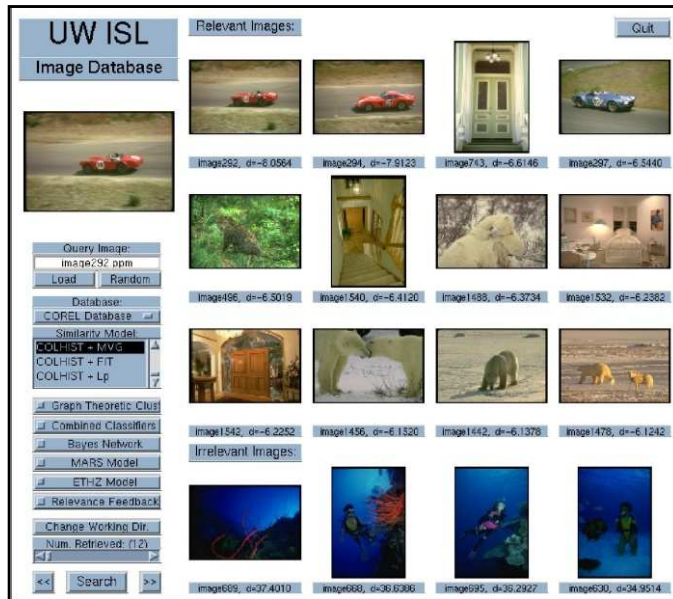 UW ISL
Image Database
Query Image:
image292.ppm
Load
Random
Database:
COREL Database
Similarity Model:
COLHIST + MVG
COLHIST + FIT
COLHIST + Lp
Graph Theoretic Clust
Combined Classifiers
Bayes Network
MARS Model
ETHZ Model
Relevance Feedback
Change Working Dir.
Num. Retrieved: (12)
<<
Search
>>
Relevant Images:
Quit
image292, d=-8.0564
image294, d=-7.9123
image743, d=-6.6146
image297, d=-6.5440
image496, d=-6.5019
image1540, d=-6.4120
image1488, d=-6.3734
image1532, d=-6.2382
image1542, d=-6.2252
image1456, d=-6.1520
image1442, d=-6.1378
image1478, d=-6.1242
Irrelevant Images:
image689, d=37.4010
image668, d=36.6386
image695, d=36.2927
image630, d=34.9514